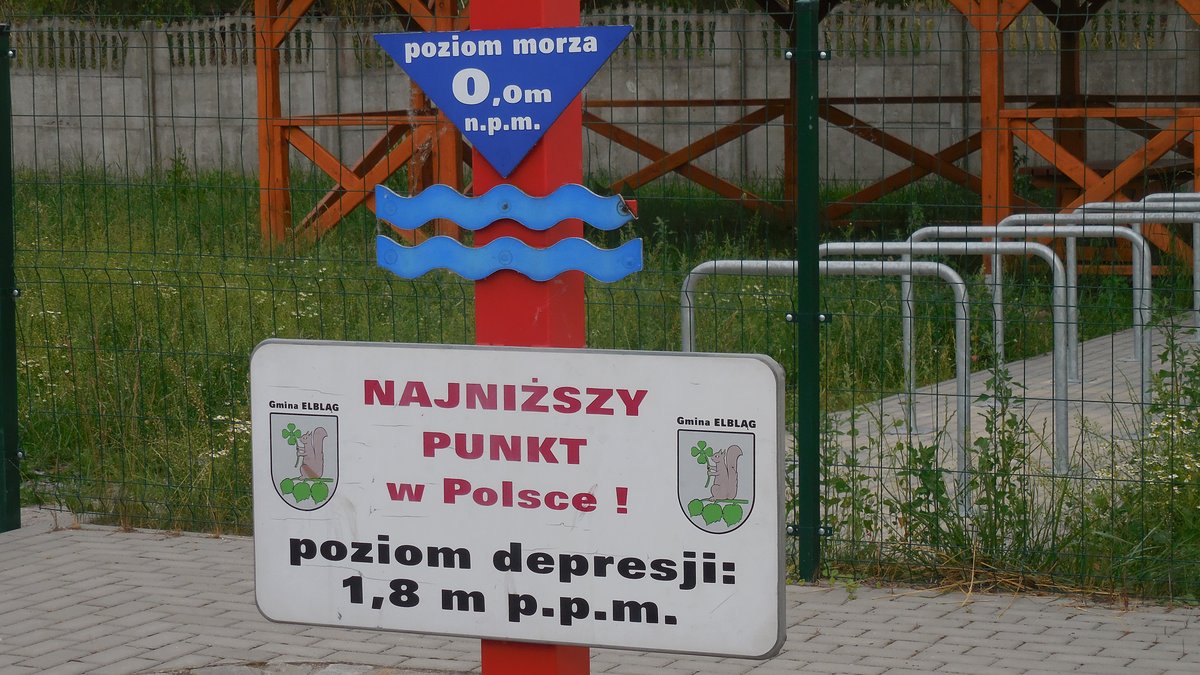 poziom morza
0,0m
n.p.m.
NAJNIŻSZY
PUNKT
w Polsce !
Gmina ELBLĄG
Gmina ELBLĄG
poziom depresji:
1,8 m p.p.m.